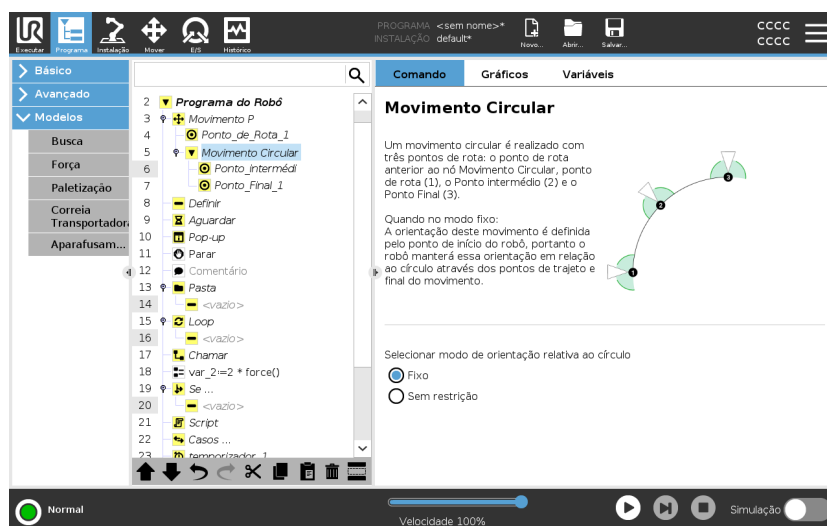 PROGRAMA <sem nome>*
INSTALAÇÃO default*
CCCC
CCCC
Executar Programa Instalação Mover E/S Histórico Novo... Abrir... Salvar...
Básico
Avançado
Modelos
Busca
Força
Paletização
Correia
Transportadora
Aparafusam...
2 Programa do Robô
3 Movimento P
4 Ponto_de_Rota_1
5 Movimento Circular
6 Ponto_intermédi
7 Ponto_Final_1
8 Definir
9 Aguardar
10 Pop-up
11 Parar
12 Comentário
13 Pasta
14 <vazio>
15 Loop
16 <vazio>
17 Chamar
18 var_2:=2 * force()
19 Se ...
20 <vazio>
21 Script
22 Casos ...
23 temporizador_1
Comando Gráficos Variáveis
Movimento Circular
Um movimento circular é realizado com
três pontos de rota: o ponto de rota
anterior ao nó Movimento Circular, ponto
de rota (1), o Ponto intermédio (2) e o
Ponto Final (3).
Quando no modo fixo:
A orientação deste movimento é definida
pelo ponto de início do robô, portanto o
robô manterá essa orientação em relação
ao círculo através dos pontos de trajeto e
final do movimento.
3
2
1
Selecionar modo de orientação relativa ao círculo
Fixo
Sem restrição
Normal
Velocidade 100%
Simulação